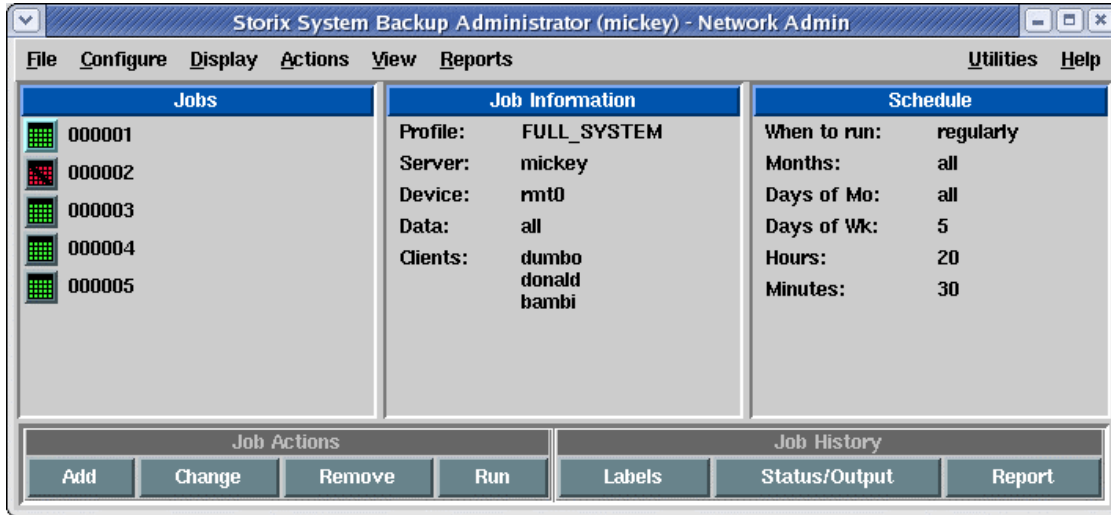 Storix System Backup Administrator (mickey) - Network Admin
File Configure Display Actions View Reports Utilities Help
Jobs
000001
000002
000003
000004
000005
Job Information
Profile: FULL_SYSTEM
Server: mickey
Device: rmt0
Data: all
Clients: dumbo
donald
bambi
Schedule
When to run: regularly
Months: all
Days of Mo: all
Days of Wk: 5
Hours: 20
Minutes: 30
Job Actions
Add Change Remove Run
Job History
Labels Status/Output Report